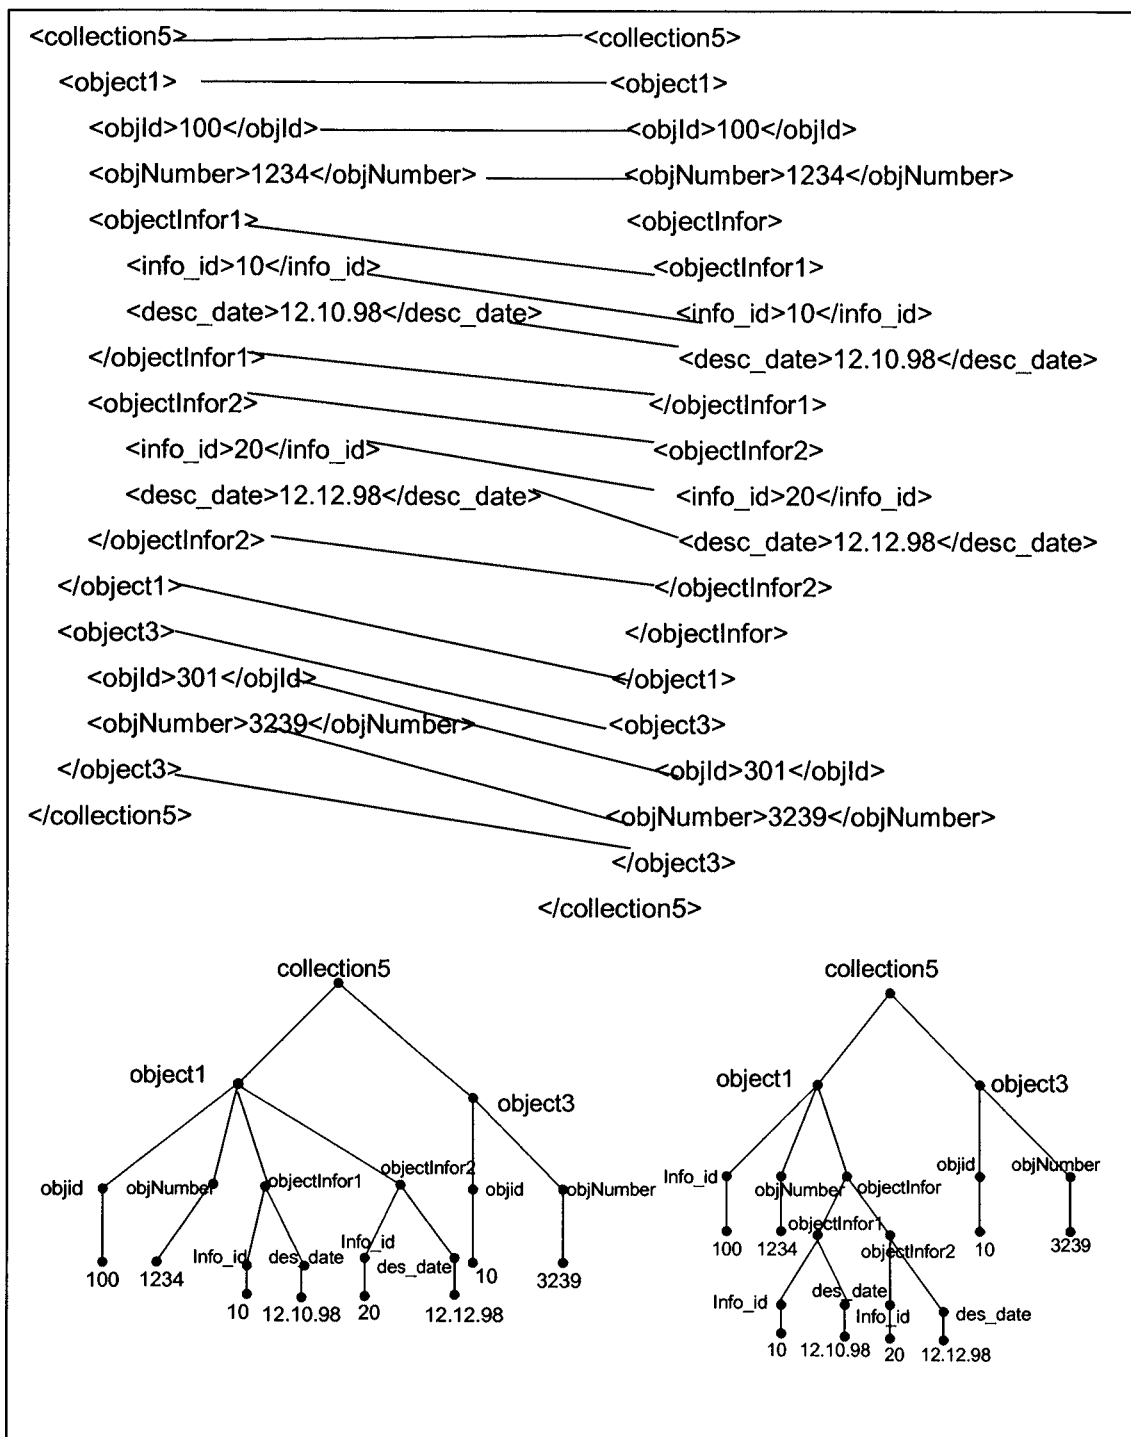 <collection5> <collection5>
<object1> <object1>
<objId>100</objId> <objId>100</objId>
<objNumber>1234</objNumber> <objNumber>1234</objNumber>
<objectInfor1> <objectInfor>
<info_id>10</info_id> <objectInfor1>
<desc_date>12.10.98</desc_date> <info_id>10</info_id>
</objectInfor1> <desc_date>12.10.98</desc_date>
<objectInfor2> </objectInfor1>
<info_id>20</info_id> <objectInfor2>
<desc_date>12.12.98</desc_date> <info_id>20</info_id>
</objectInfor2> <desc_date>12.12.98</desc_date>
</object1> </objectInfor2>
<object3> </objectInfor>
<objId>301</objId> </object1>
<objNumber>3239</objNumber> <object3>
</object3> <objId>301</objId>
</collection5> <objNumber>3239</objNumber>
</object3>
</collection5>
collection5 collection5
object1 object3 object1 object3
objid objNumber objectInfor1 objectInfor2 objid objNumber
Info_id objNumber objectInfor objid objNumber
100 1234 Info_id des_date Info_id des_date 10 3239
100 1234 objectInfor1 objectInfor2 10 3239
10 12.10.98 20 12.12.98
Info_id des_date Info_id des_date
10 12.10.98 20 12.12.98